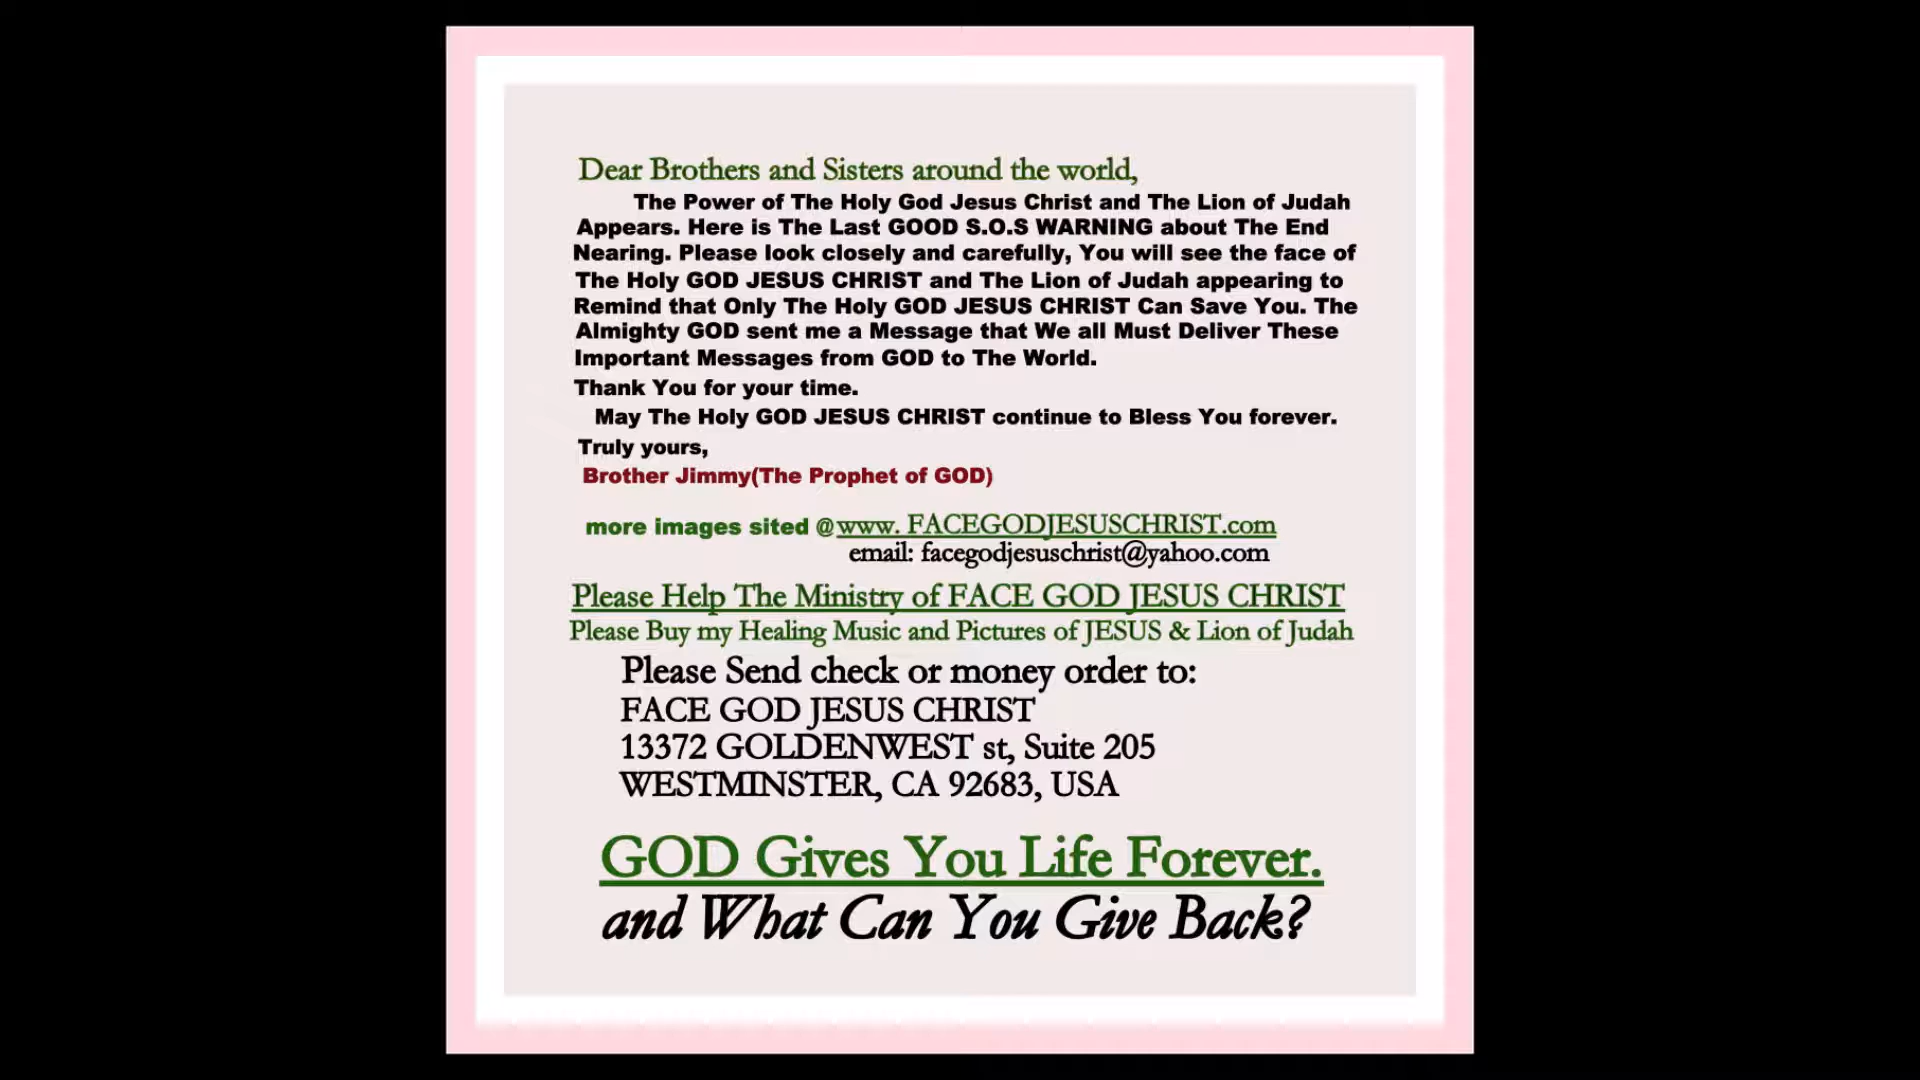 Dear Brothers and Sisters around the world,
The Power of The Holy God Jesus Christ and The Lion of Judah
Appears. Here is The Last GOOD S.O.S WARNING about The End
Nearing. Please look closely and carefully, You will see the face of
The Holy GOD JESUS CHRIST and The Lion of Judah appearing to
Remind that Only The Holy GOD JESUS CHRIST Can Save You. The
Almighty GOD sent me a Message that We all Must Deliver These
Important Messages from GOD to The World.
Thank You for your time.
May The Holy GOD JESUS CHRIST continue to Bless You forever.
Truly yours,
Brother Jimmy(The Prophet of GOD)
more images sited @www. FACEGODJESUSCHRIST.com
email: facegodjesuschrist@yahoo.com
Please Help The Ministry of FACE GOD JESUS CHRIST
Please Buy my Healing Music and Pictures of JESUS & Lion of Judah
Please Send check or money order to:
FACE GOD JESUS CHRIST
13372 GOLDENWEST st, Suite 205
WESTMINSTER, CA 92683, USA
GOD Gives You Life Forever.
and What Can You Give Back?